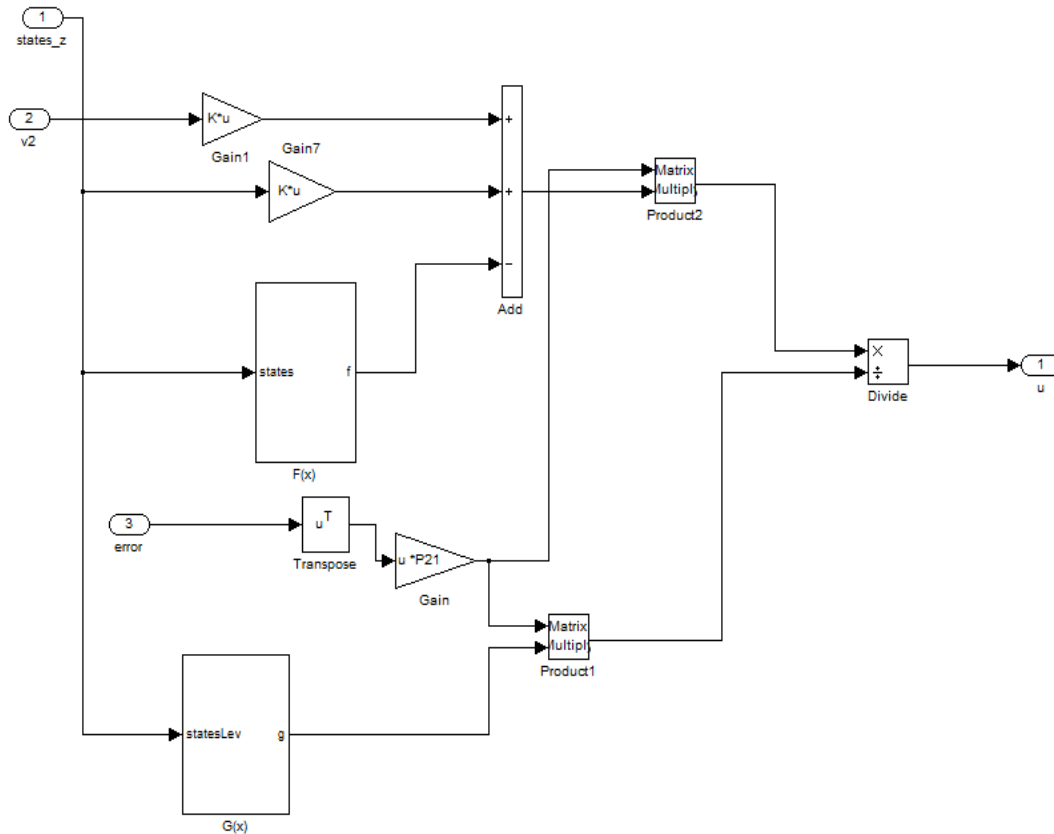 1
states_z
2
v2
K*u
Gain1
Gain7
K*u
+
+
−
Add
Matrix
Multiply
Product2
states
f
F(x)
×
÷
Divide
1
u
3
error
u^T
Transpose
u *P21
Gain
Matrix
Multiply
Product1
statesLev
g
G(x)